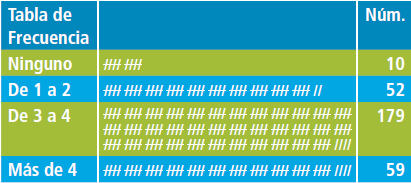 Tabla de Frecuencia
Núm.
Ninguno 10
De 1 a 2 52
De 3 a 4 179
Más de 4 59